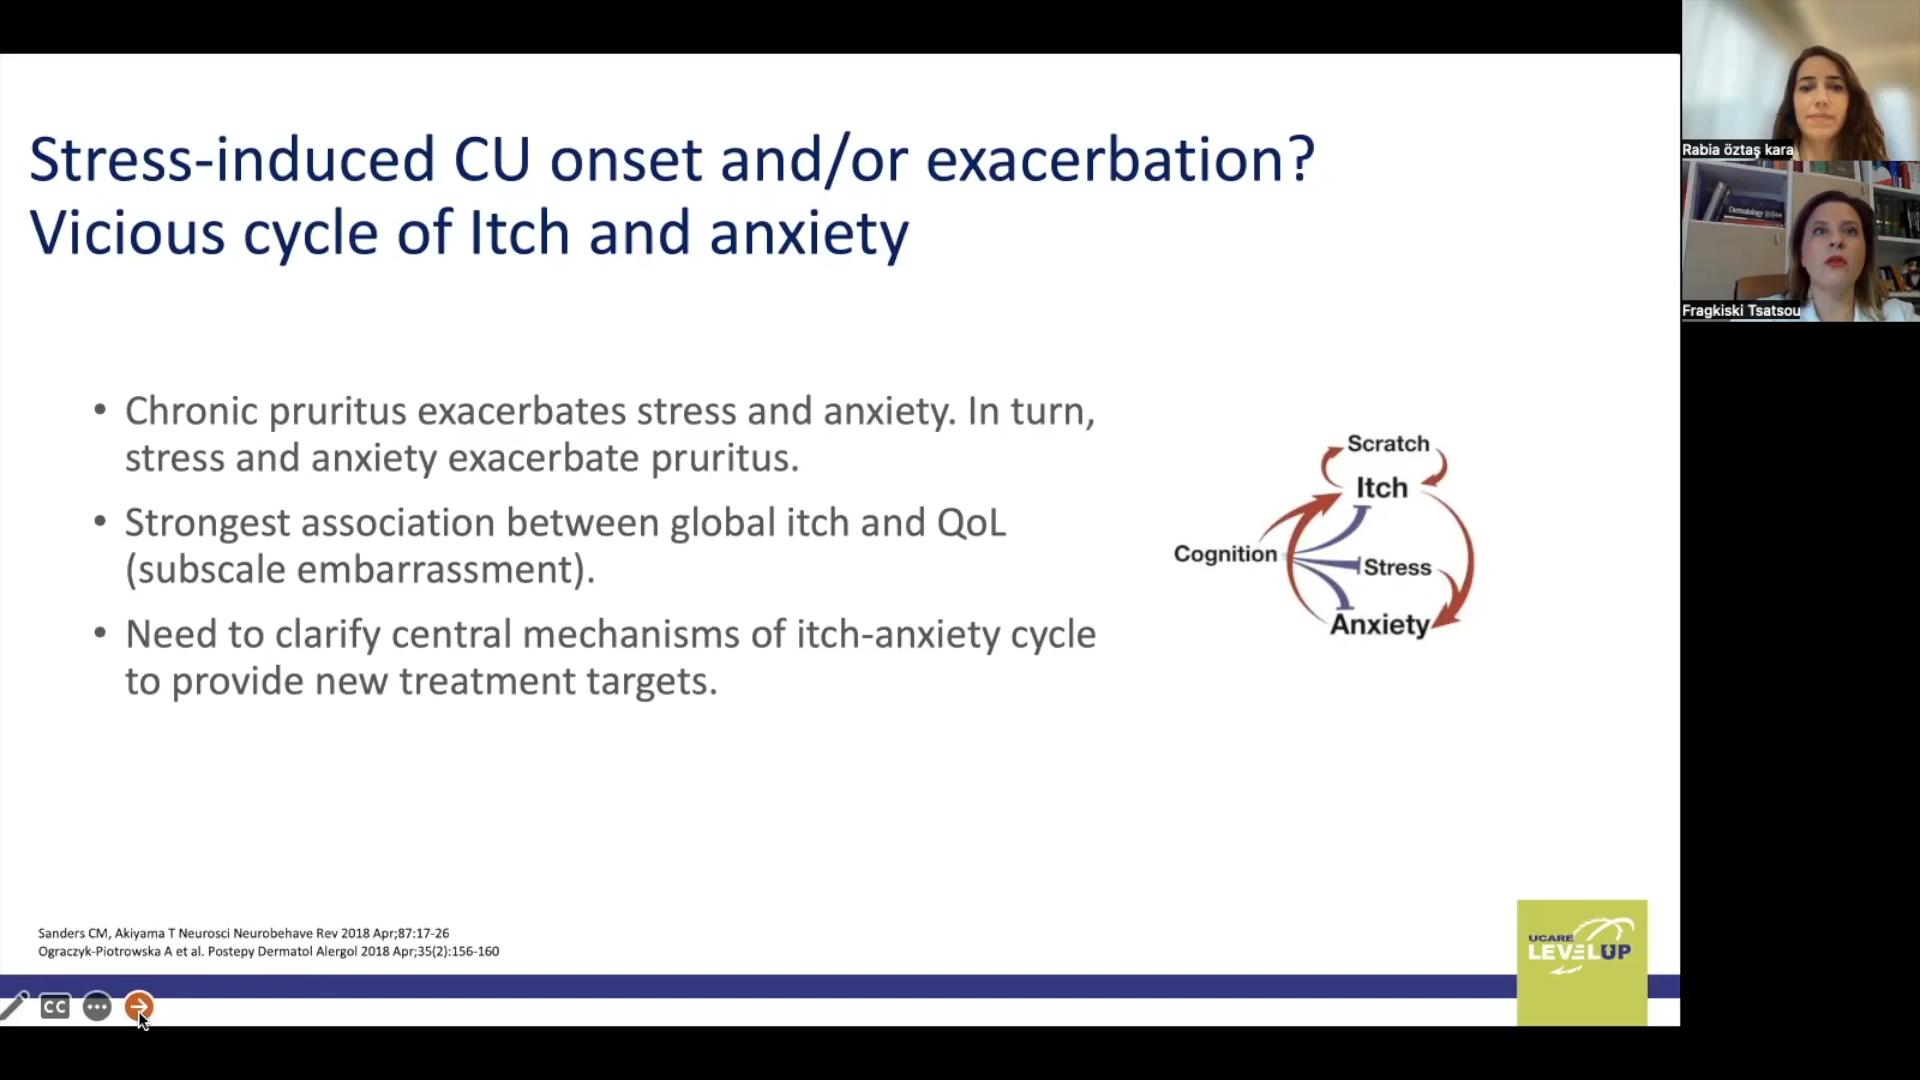 Stress-induced CU onset and/or exacerbation?
Vicious cycle of Itch and anxiety
• Chronic pruritus exacerbates stress and anxiety. In turn,
stress and anxiety exacerbate pruritus.
• Strongest association between global itch and QoL
(subscale embarrassment).
• Need to clarify central mechanisms of itch-anxiety cycle
to provide new treatment targets.
Scratch
Itch
Cognition
Stress
Anxiety
Sanders CM, Akiyama T Neurosci Neurobehave Rev 2018 Apr;87:17-26
Ograczyk-Piotrowska A et al. Postepy Dermatol Alergol 2018 Apr;35(2):156-160
UCARE
LEVELUP
CC
Rabia öztaş kara
Dermatology
Fragkiski Tsatsou